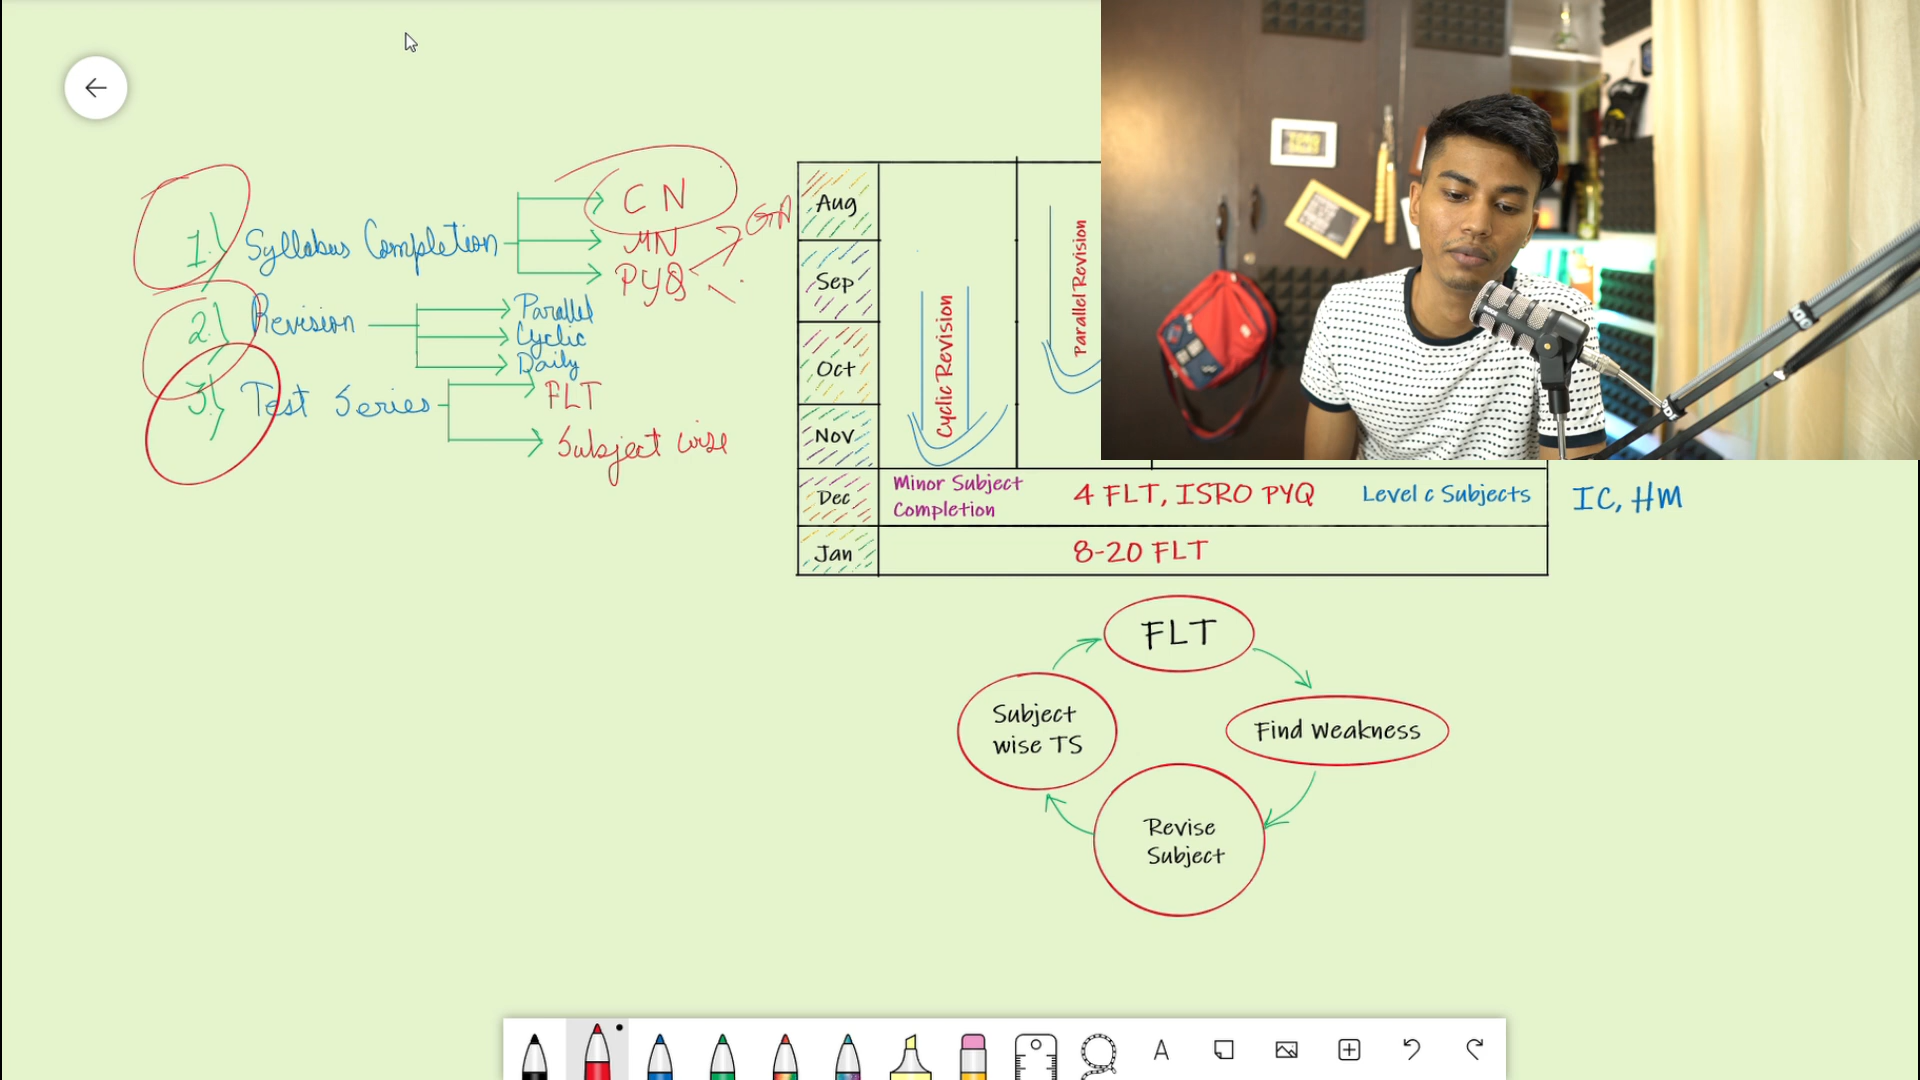 1.) Syllabus Completion
CN
MN
PYQ
2.) Revision
Parallel
Cyclic
Daily
3.) Test Series
FLT
Subject wise
Aug
Sep
Oct
Nov
Cyclic Revision
Parallel Revision
Dec
Minor Subject
Completion
4 FLT, ISRO PYQ
Level c Subjects
IC, HM
Jan
8-20 FLT
FLT
Find Weakness
Revise
Subject
Subject
wise TS
A